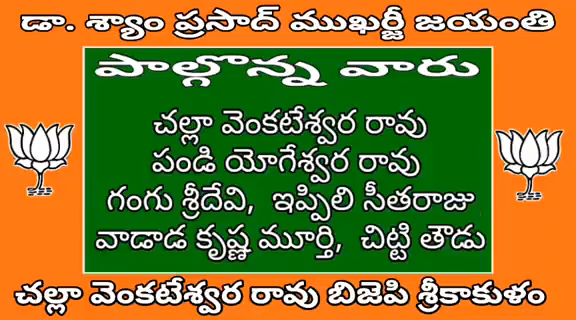 డా. శ్యాం ప్రసాద్ ముఖర్జీ జయంతి
పాల్గొన్న వారు
చల్లా వెంకటేశ్వర రావు
పండి యోగేశ్వర రావు
గంగు శ్రీదేవి, ఇప్పిలి సీతరాజు
వాడాడ కృష్ణ మూర్తి, చిట్టి తౌడు
చల్లా వెంకటేశ్వర రావు బిజెపి శ్రీకాకుళం